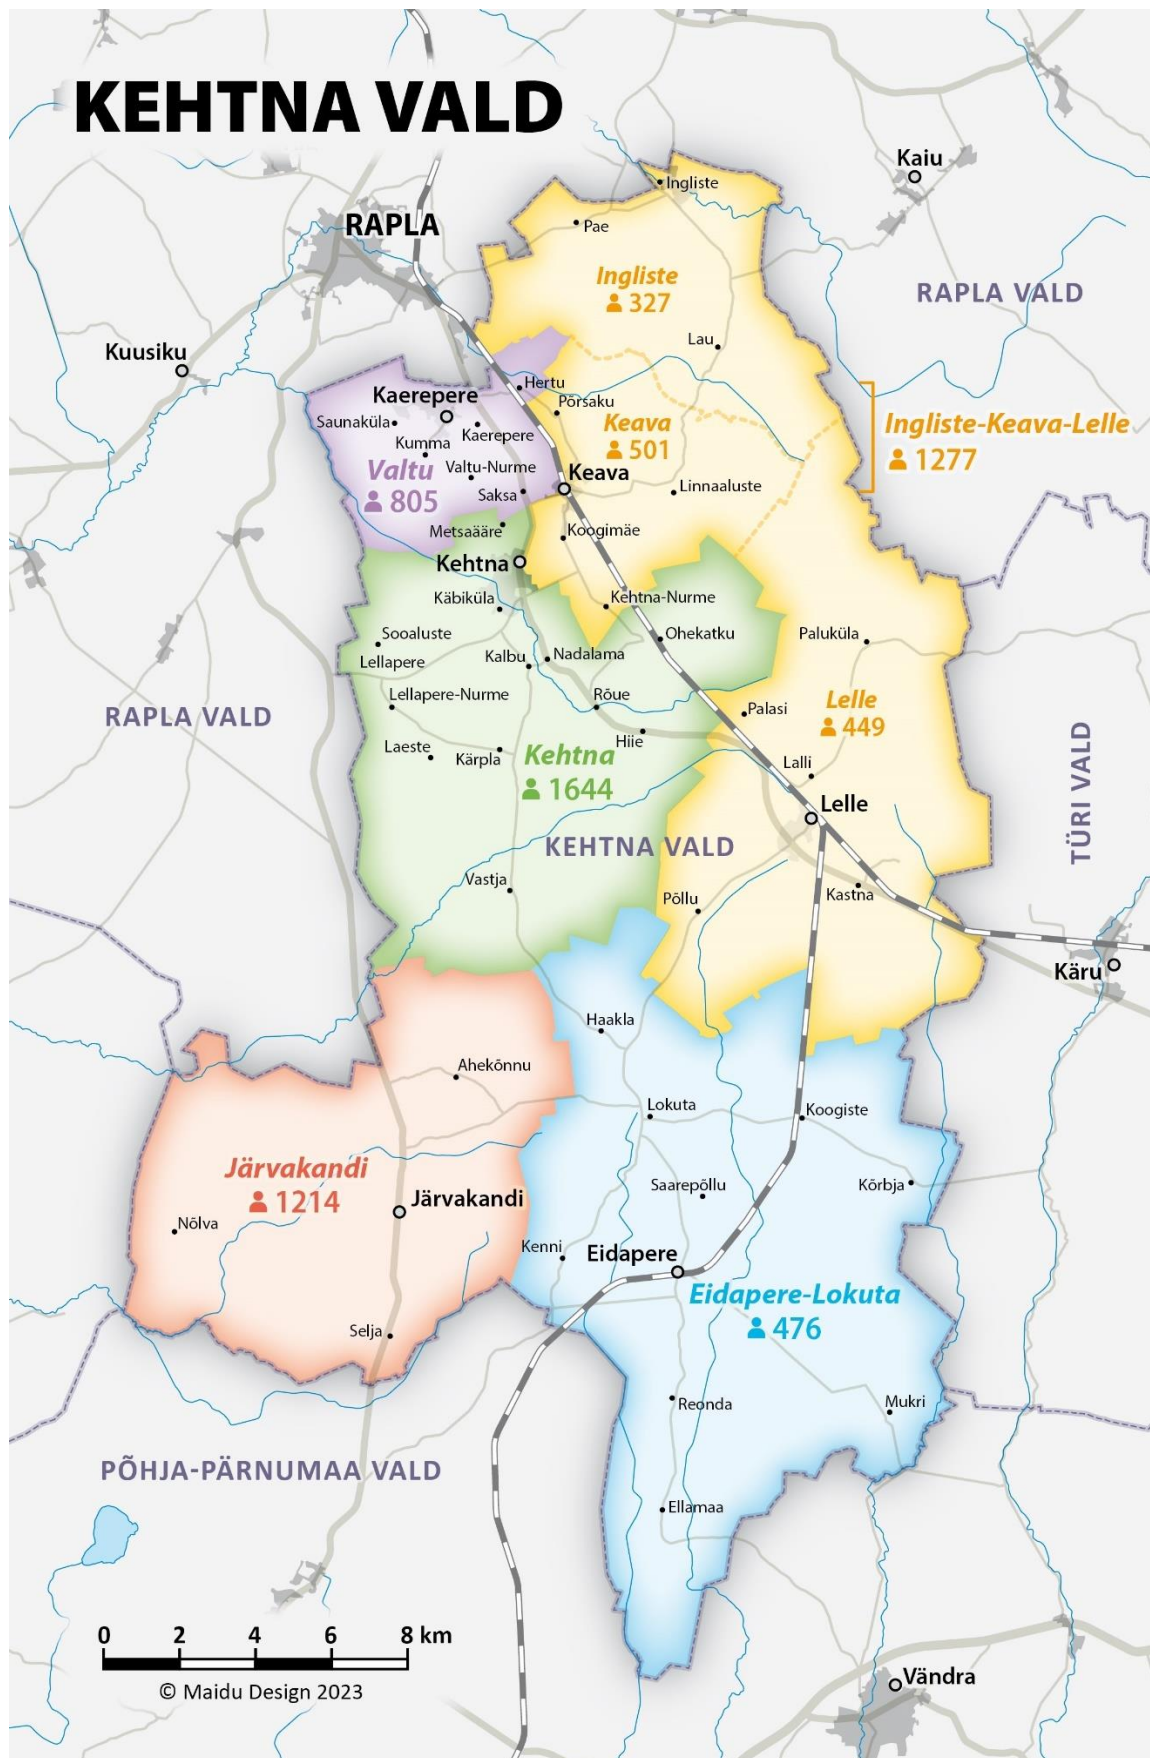 KEHTNA VALD
Kaiu
Ingliste
RAPLA
Pae
Ingliste
327
RAPLA VALD
Lau
Kuusiku
Hertu
Kaerepere
Pörsaku
Saunaküla
Keava
501
Ingliste-Keava-Lelle
1277
Kaerepere
Kumma
Valtu
805
Valtu-Nurme
Keava
Saksa
Linnaaluste
Metsaääre
Koogimäe
Kehtna
Käbiküla
Kehtna-Nurme
Sooaluste
Ohekatku
Paluküla
Lellapere
Kalbu
Nadalama
Lellapere-Nurme
Rõue
Palasi
Lelle
449
RAPLA VALD
Laeste
Kärpla
Kehtna
1644
Hiie
Lalli
TÜRI VALD
Lelle
KEHTNA VALD
Vastja
Põllu
Kastna
Käru
Haakla
Ahekõnnu
Lokuta
Koogiste
Järvakandi
1214
Järvakandi
Saarepõllu
Kõrbja
Nõlva
Kenni
Eidapere
Eidapere-Lokuta
476
Selja
Reonda
Mukri
PÕHJA-PÄRNUMAA VALD
Ellamaa
0 2 4 6 8 km
© Maidu Design 2023
Vändra